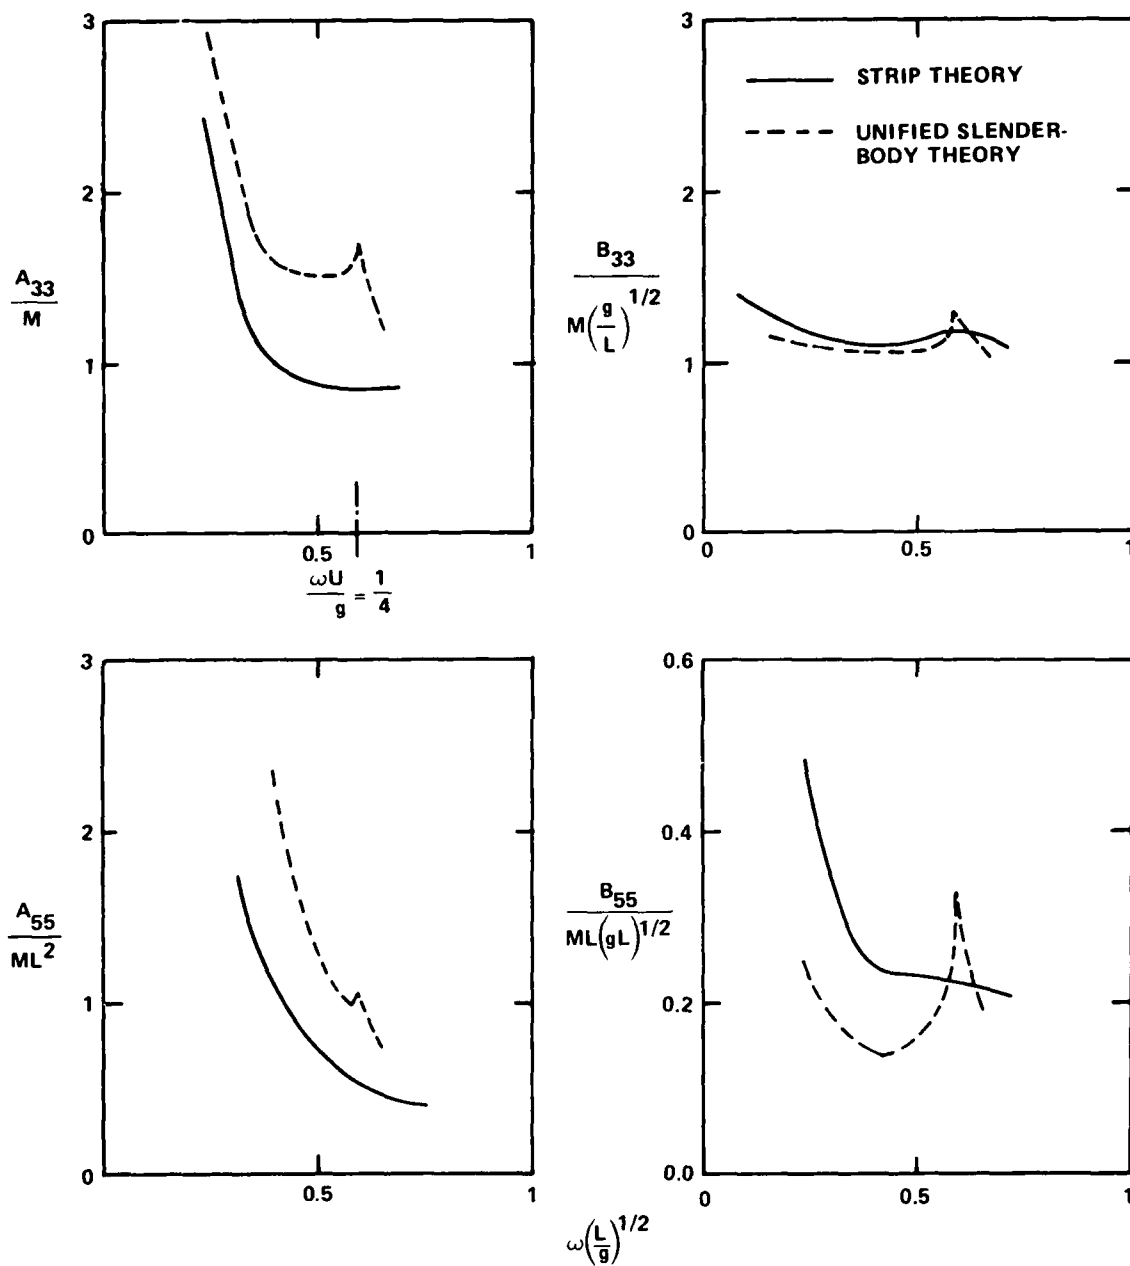 3
2
1
0
0.5
1
A33/M
ωU/g = 1/4
3
2
1
0
0
0.5
1
B33/M(g/L)^1/2
STRIP THEORY
UNIFIED SLENDER-
BODY THEORY
3
2
1
0
0.5
1
A55/ML^2
0.6
0.4
0.2
0.0
0
0.5
1
B55/ML(gL)^1/2
ω(L/g)^1/2